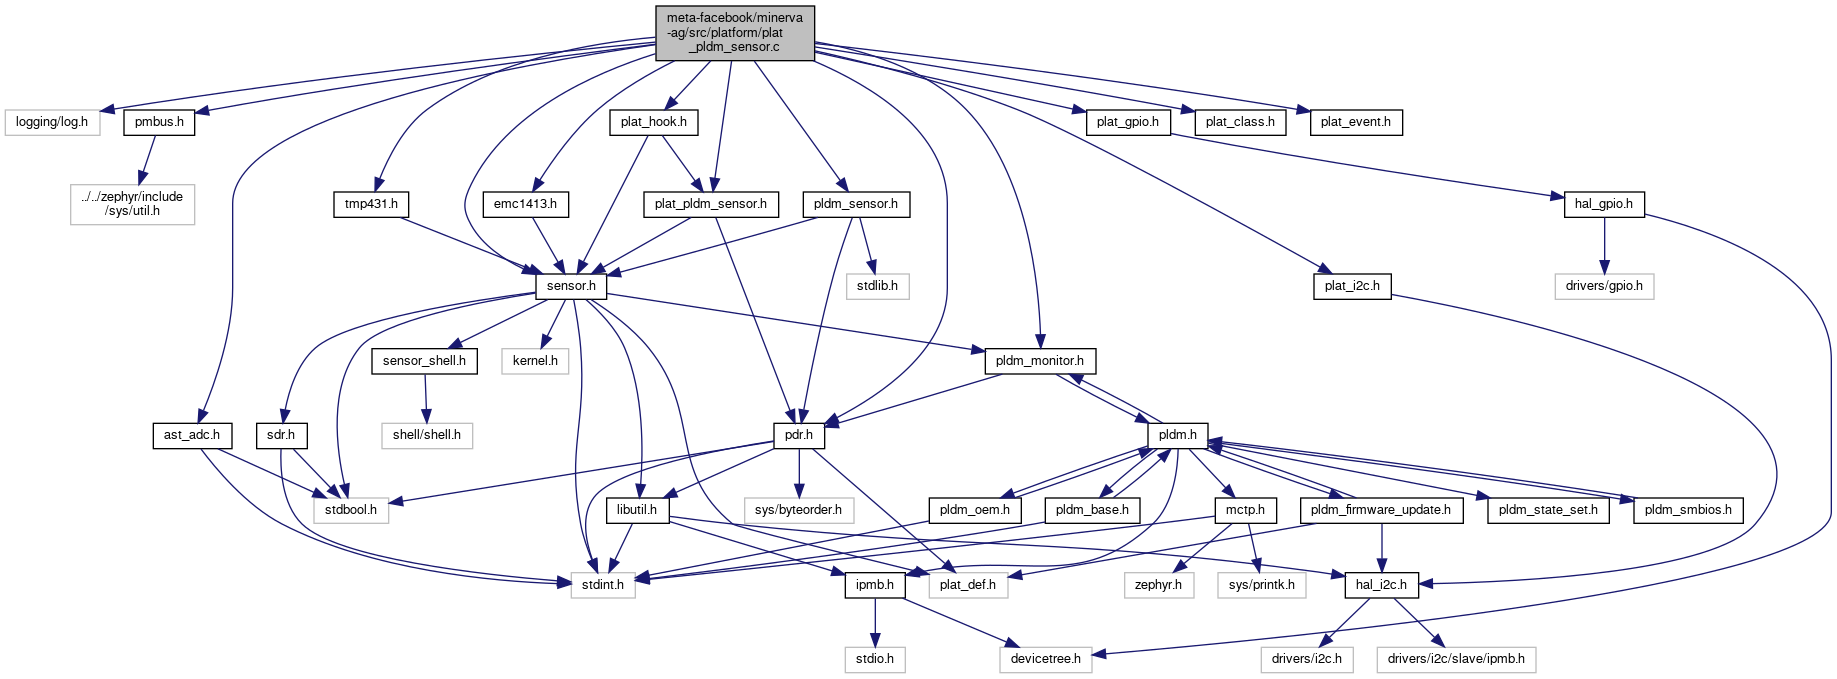 meta-facebook/minerva
-ag/src/platform/plat
_pldm_sensor.c
logging/log.h
pmbus.h
plat_hook.h
plat_gpio.h
plat_class.h
plat_event.h
../../zephyr/include
/sys/util.h
tmp431.h
emc1413.h
plat_pldm_sensor.h
pldm_sensor.h
hal_gpio.h
sensor.h
stdlib.h
plat_i2c.h
drivers/gpio.h
sensor_shell.h
kernel.h
pldm_monitor.h
ast_adc.h
sdr.h
shell/shell.h
pdr.h
pldm.h
stdbool.h
libutil.h
sys/byteorder.h
pldm_oem.h
pldm_base.h
mctp.h
pldm_firmware_update.h
pldm_state_set.h
pldm_smbios.h
stdint.h
ipmb.h
plat_def.h
zephyr.h
sys/printk.h
hal_i2c.h
stdio.h
devicetree.h
drivers/i2c.h
drivers/i2c/slave/ipmb.h